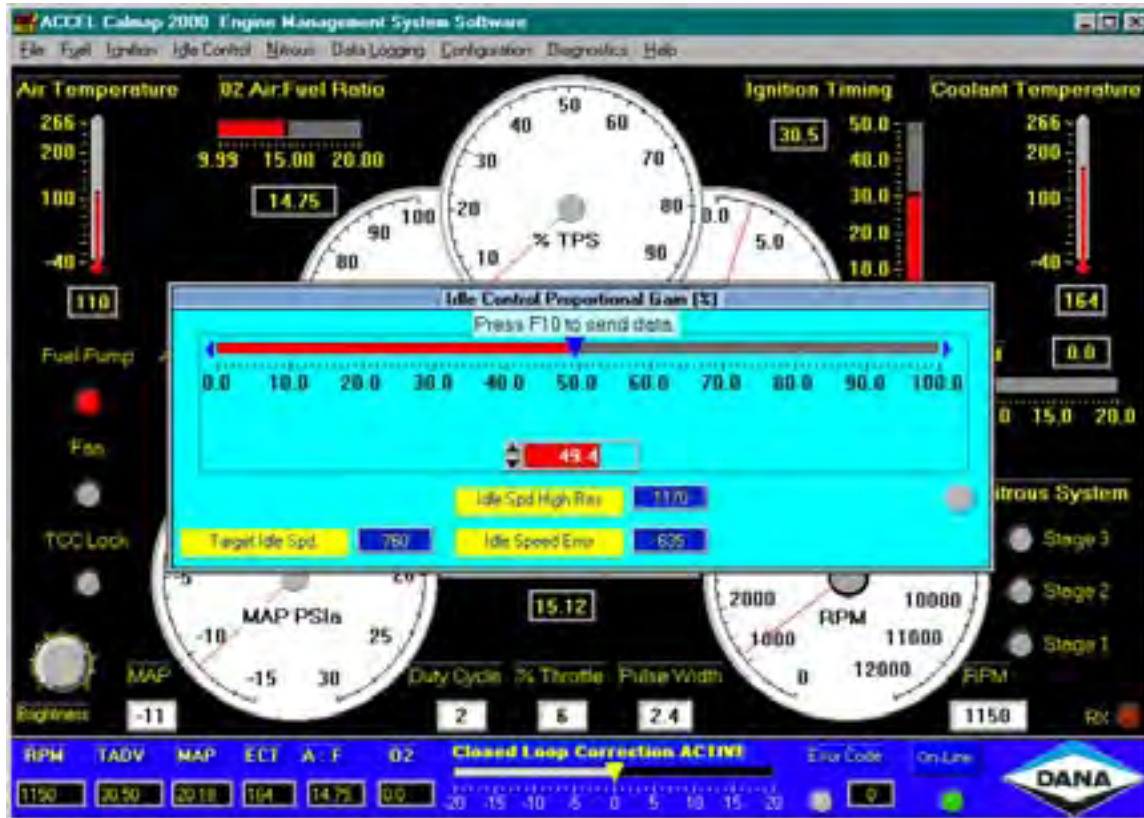 ACCEL Calmap 2000 Engine Management System Software
File Fuel Ignition Idle Control Nitrous Data Logging Configuration Diagnostics Help
Air Temperature
02 Air:Fuel Ratio
Ignition Timing
Coolant Temperature
266
200
100
-40
110
9.99 15.00 20.00
14.75
10 20 30 40 50 60 70 80 90
% TPS
80 90 100
0.0 5.0
30.5
50.0
40.0
30.0
20.0
10.0
266
200
100
-40
164
0.0
Idle Control Proportional Gain (%)
Press F10 to send data.
0.0 10.0 20.0 30.0 40.0 50.0 60.0 70.0 80.0 90.0 100.0
49.4
Idle Spd High Res 1170
Target Idle Spd. 760
Idle Speed Error -635
Fuel Pump
Fan
TCC Lock
0 15.0 20.0
itrous System
Stage 3
Stage 2
Stage 1
-5
-10
-15
25
30
MAP PSIa
15.12
0 1000 2000
10000
11000
12000
RPM
Brightness
MAP
-11
Duty Cycle
2
% Throttle
6
Pulse Width
2.4
RPM
1150
RX
RPM TADV MAP ECT A : F 02
1150 30.50 20.18 164 14.75 0.0
Closed Loop Correction ACTIVE
-20 -15 -10 -5 0 5 10 15 20
Error Code
0
On-Line
DANA